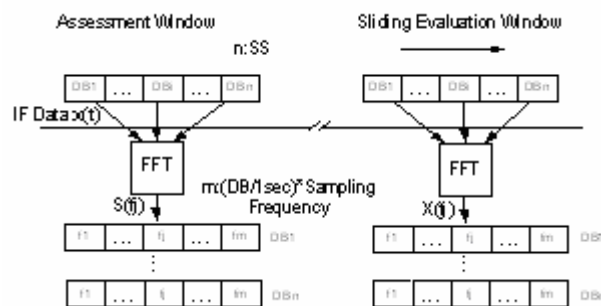 Assessment Window
Sliding Evaluation Window
n:SS
DB1 ... DBi ... DBn
DB1 ... DBi ... DBn
IF Data x(t)
FFT
FFT
m:(DB/1sec)* Sampling
Frequency
S(fj)
X(fj)
f1 ... fj ... fm DB1
f1 ... fj ... fm DB1
f1 ... fj ... fm DBn
f1 ... fj ... fm DBn